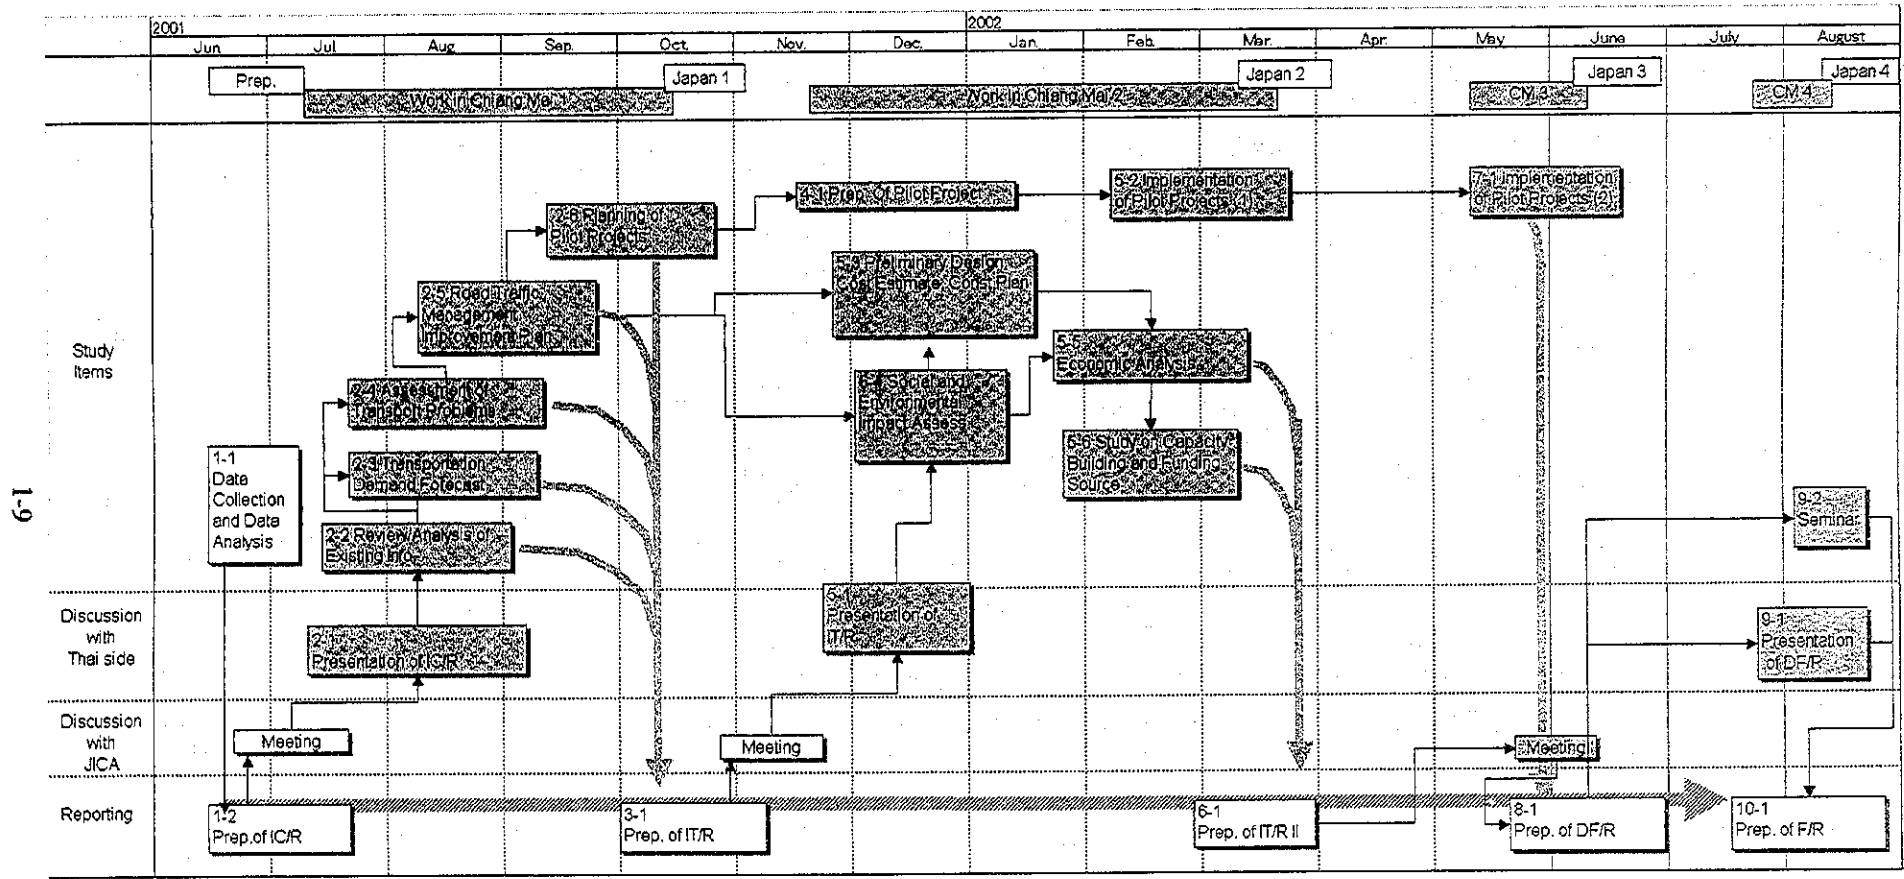 2001
2002
Jun
Jul
Aug
Sep.
Oct.
Nov.
Dec.
Jan.
Feb.
Mar.
Apr.
May
June
July
August
Prep.
Work in Chiang Mai 1
Japan 1
Work in Chiang Mai 2
Japan 2
CM 3
Japan 3
CM 4
Japan 4
Study
Items
1-1
Data
Collection
and Data
Analysis
2-2 Review/Analysis of
Existing Info.
2-3 Transportation
Demand Forecast
2-4 Assessment of
Transport Problems
2-5 Road Traffic
Management
Improvement Plan
2-6 Planning of
Pilot Projects
4-1 Prep. Of Pilot Project
5-2 Implementation
of Pilot Projects (1)
7-1 Implementation
of Pilot Projects (2)
5-3 Preliminary Design
Cost Estimate, Const Plan
Social and
Environmental
Impact Assess
5-5
Economic Analysis
5-6 Study on Capacity
Building and Funding
Source
9-2
Seminar
Discussion
with
Thai side
2-1
Presentation of IC/R
5-1
Presentation of
IT/R
9-1
Presentation
of DF/R
Discussion
with
JICA
Meeting
Meeting
Meeting
Reporting
1-2
Prep.of IC/R
3-1
Prep. of IT/R
6-1
Prep. of IT/R II
8-1
Prep. of DF/R
10-1
Prep. of F/R
1-9